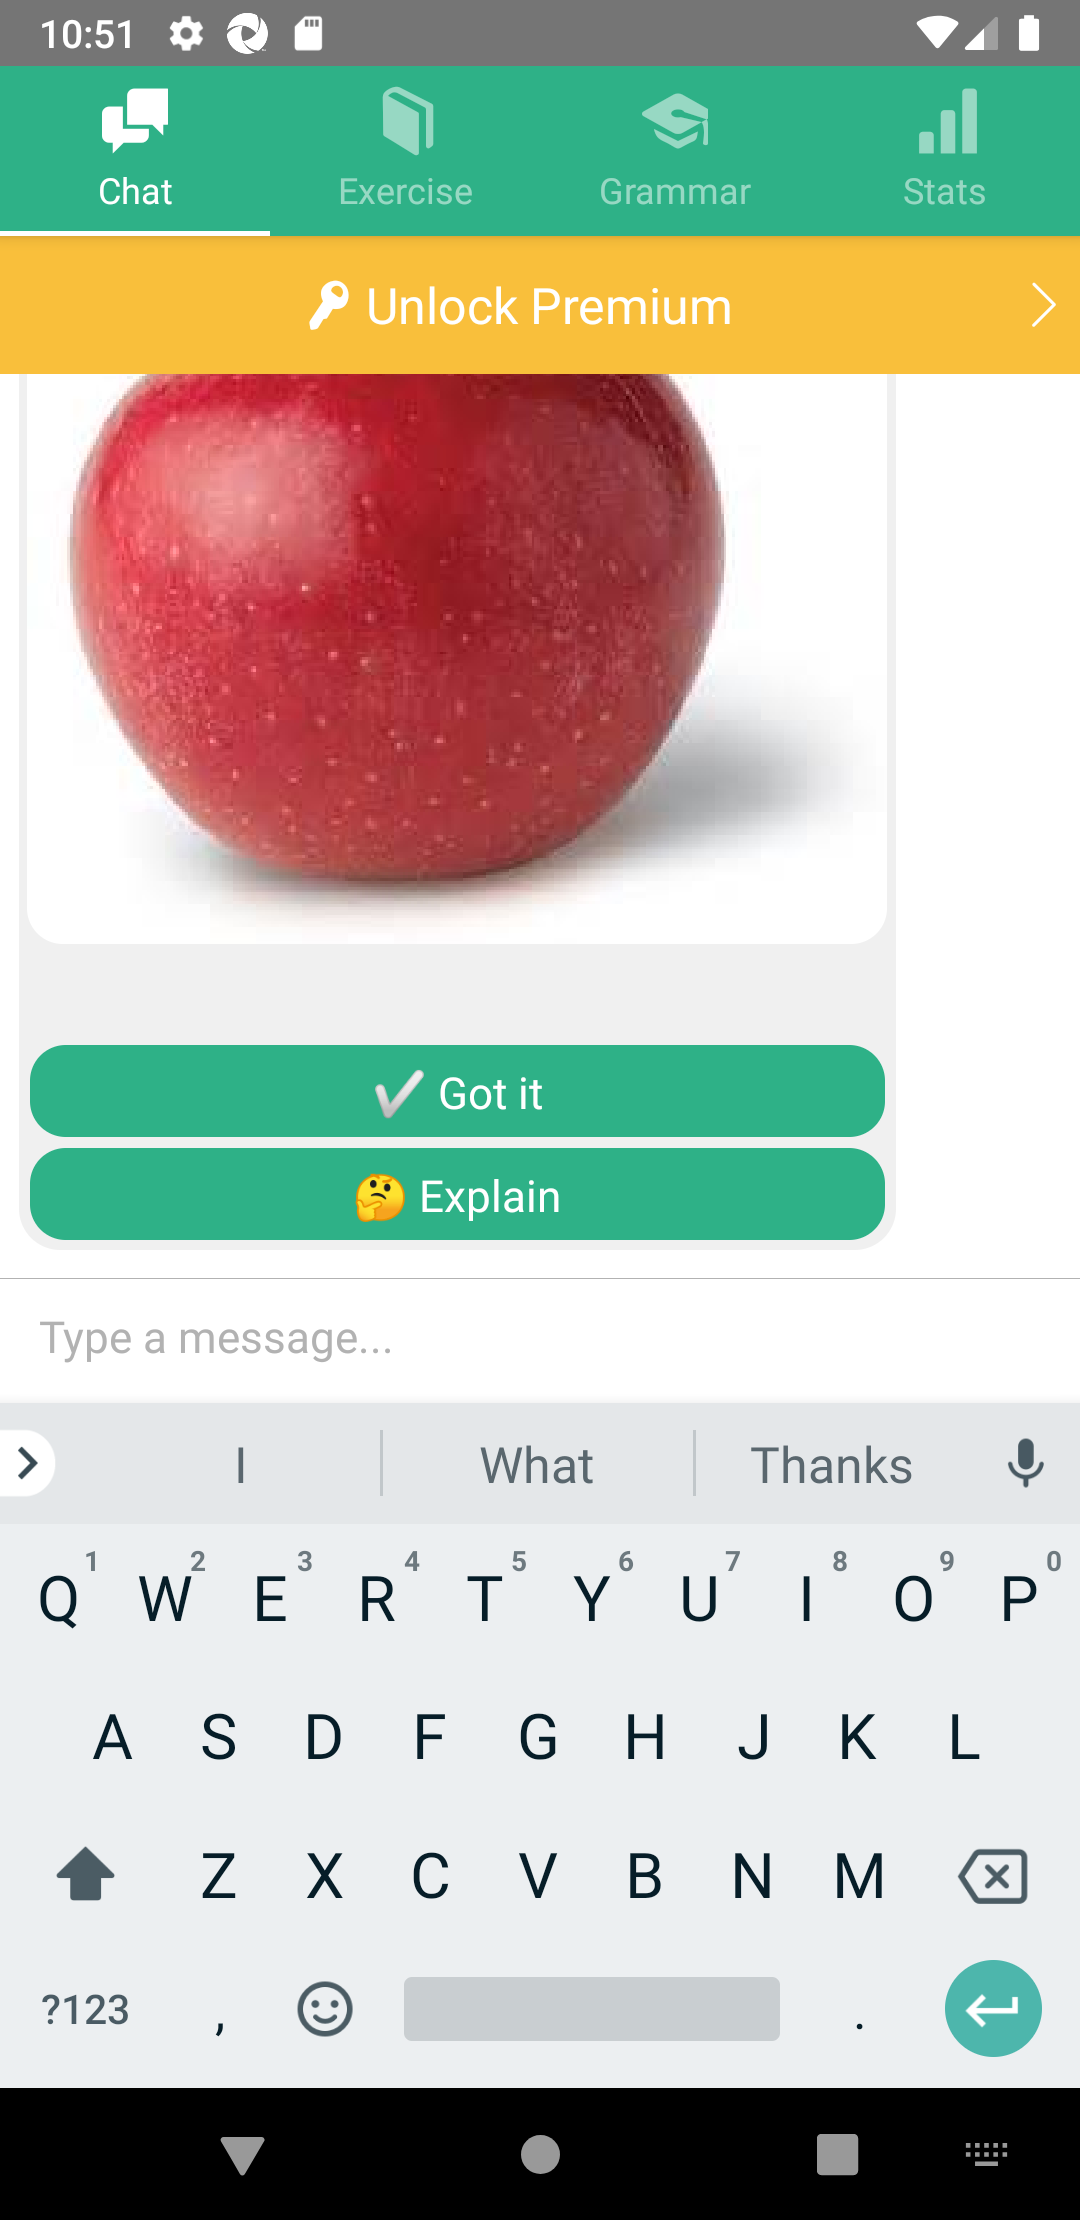 10:51
Chat
Exercise
Grammar
Stats
Unlock Premium
Got it
Explain
Type a message...
I
What
Thanks
Q 1 W 2 E 3 R 4 T 5 Y 6 U 7 I 8 O 9 P 0
A S D F G H J K L
Z X C V B N M
?123 , .